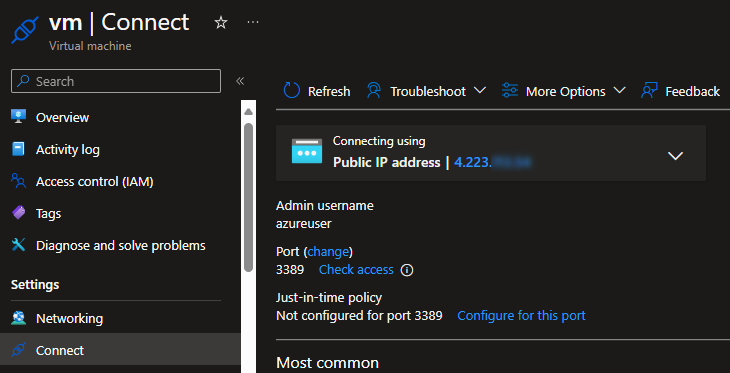 vm | Connect
Virtual machine
Search
Overview
Activity log
Access control (IAM)
Tags
Diagnose and solve problems
Settings
Networking
Connect
Refresh
Troubleshoot
More Options
Feedback
Connecting using
Public IP address | 4.223.
Admin username
azureuser
Port (change)
3389 Check access
Just-in-time policy
Not configured for port 3389 Configure for this port
Most common